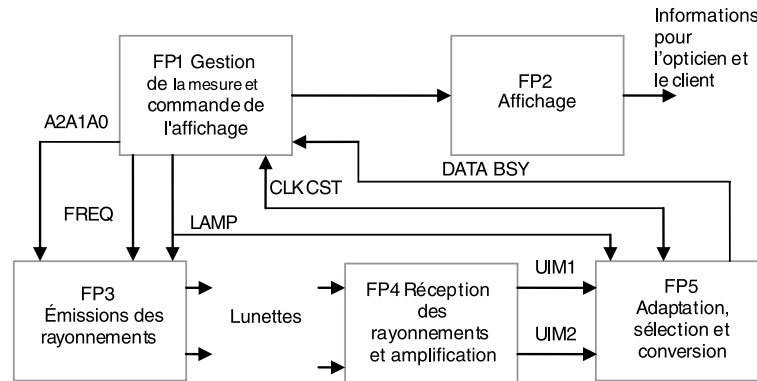 Informations
pour
l'opticien et
le client
FP1 Gestion
de la mesure et
commande de
l'affichage
FP2
Affichage
A2A1A0
DATA BSY
CLK CST
FREQ
LAMP
FP3
Émissions des
rayonnements
Lunettes
FP4 Réception
des
rayonnements
et amplification
UIM1
UIM2
FP5
Adaptation,
sélection et
conversion